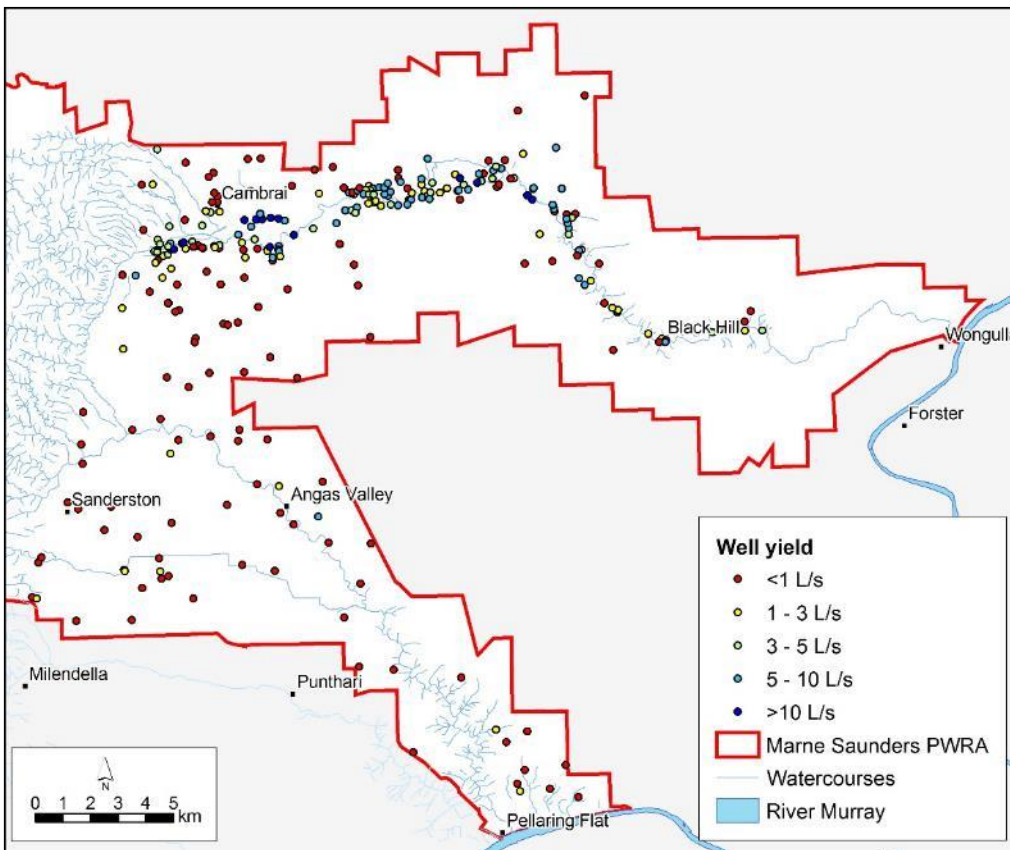 Cambrai
Black Hill
Wongulla
Forster
Sanderston
Angas Valley
Milendella
Punthari
Pellaring Flat
N
0 1 2 3 4 5
km
Well yield
<1 L/s
1 - 3 L/s
3 - 5 L/s
5 - 10 L/s
>10 L/s
Marne Saunders PWRA
Watercourses
River Murray